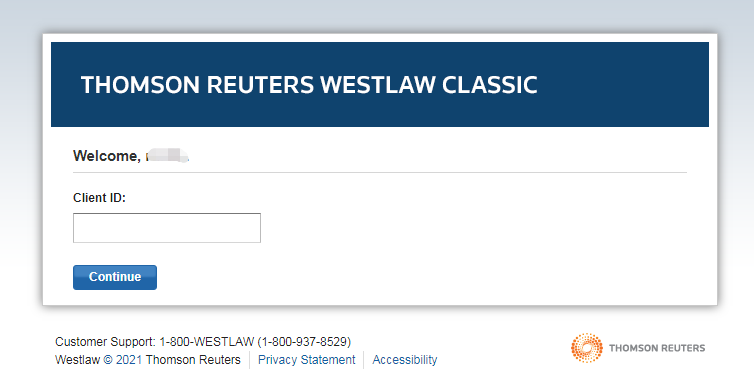 THOMSON REUTERS WESTLAW CLASSIC
Welcome,
Client ID:
Continue
Customer Support: 1-800-WESTLAW (1-800-937-8529)
Westlaw © 2021 Thomson Reuters Privacy Statement Accessibility
THOMSON REUTERS